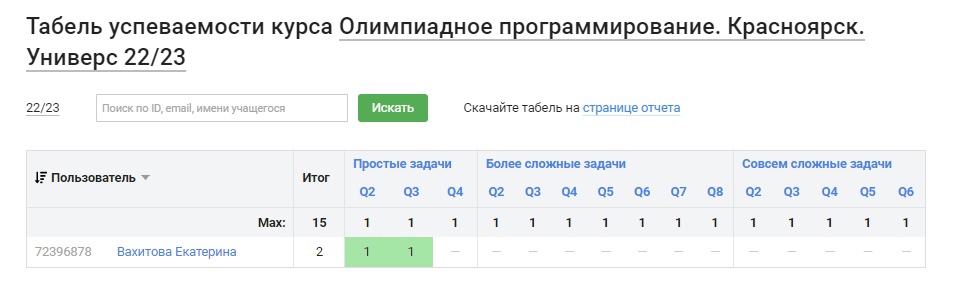 Табель успеваемости курса Олимпиадное программирование. Красноярск.
Универс 22/23
22/23 Поиск по ID, email, имени учащегося Искать Скачайте табель на странице отчета
Пользователь Итог Простые задачи Более сложные задачи Совсем сложные задачи
Q2 Q3 Q4 Q2 Q3 Q4 Q5 Q6 Q7 Q8 Q2 Q3 Q4 Q5 Q6
Max: 15 1 1 1 1 1 1 1 1 1 1 1 1 1 1 1
72396878 Вахитова Екатерина 2 1 1 — — — — — — — — — — — — —